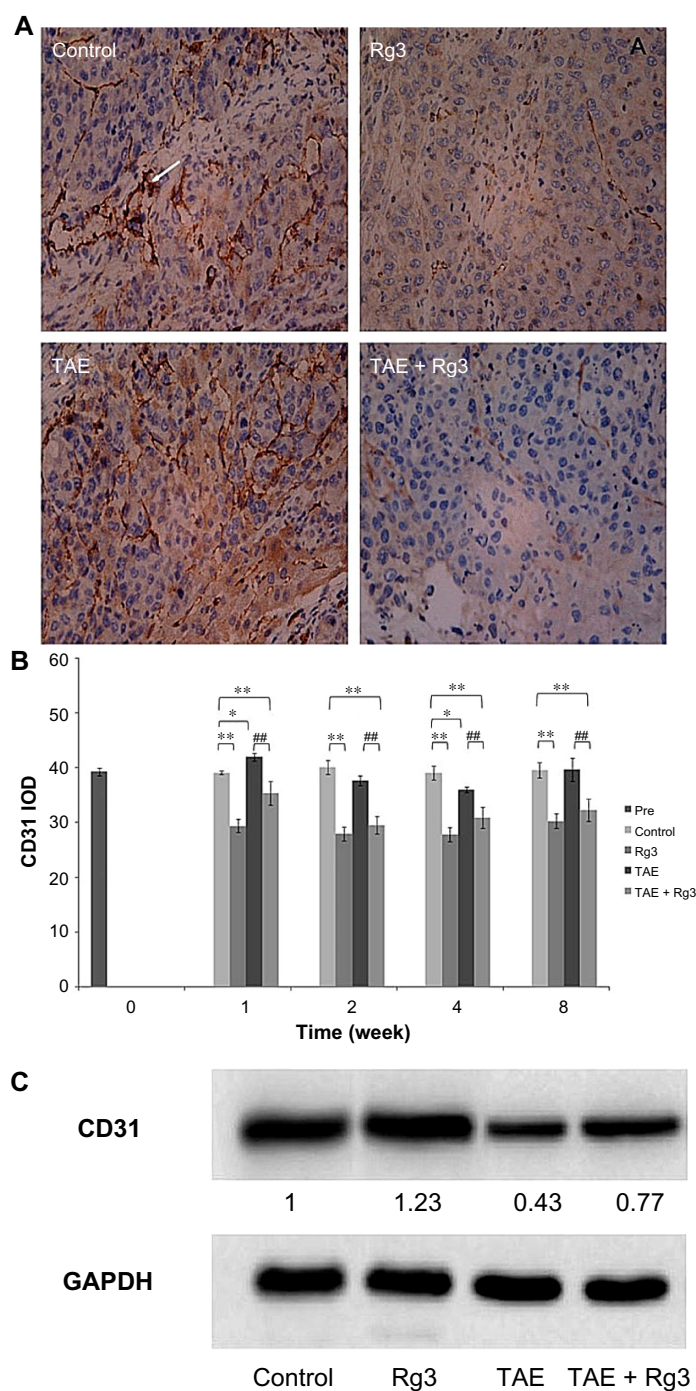 A
Control
Rg3
A
TAE
TAE + Rg3
B
60
50
40
30
20
10
0
CD31 IOD
** * ** ##
** ** ##
** * ** ##
** ** ##
0 1 2 4 8
Time (week)
Pre
Control
Rg3
TAE
TAE + Rg3
C
CD31
1 1.23 0.43 0.77
GAPDH
Control Rg3 TAE TAE + Rg3